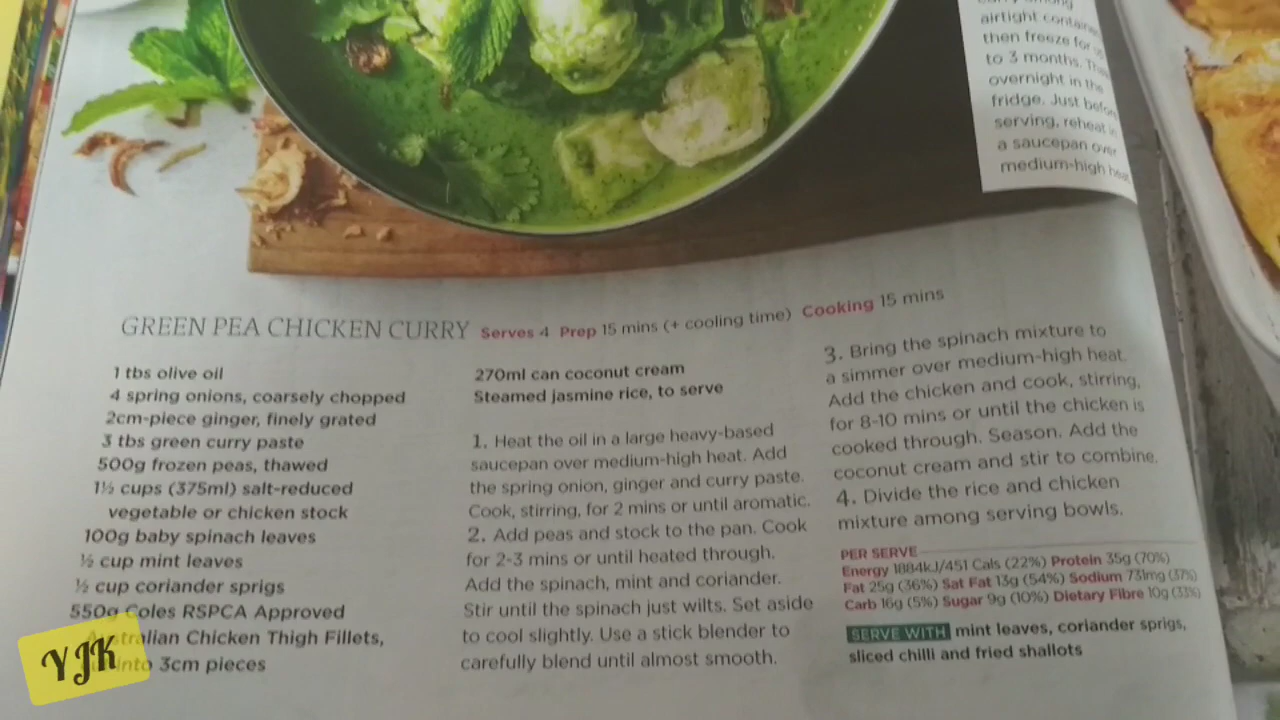 airtight
then freeze for
to 3 months.
overnight in the
fridge. Just before
serving, reheat in
a saucepan over
medium-high heat
GREEN PEA CHICKEN CURRY Serves 4 Prep 15 mins (+ cooling time) Cooking 15 mins
1 tbs olive oil
4 spring onions, coarsely chopped
2cm-piece ginger, finely grated
3 tbs green curry paste
500g frozen peas, thawed
1½ cups (375ml) salt-reduced
vegetable or chicken stock
100g baby spinach leaves
½ cup mint leaves
½ cup coriander sprigs
550g Coles RSPCA Approved
Australian Chicken Thigh Fillets,
into 3cm pieces
270ml can coconut cream
Steamed jasmine rice, to serve
1. Heat the oil in a large heavy-based
saucepan over medium-high heat. Add
the spring onion, ginger and curry paste.
Cook, stirring, for 2 mins or until aromatic.
2. Add peas and stock to the pan. Cook
for 2-3 mins or until heated through.
Add the spinach, mint and coriander.
Stir until the spinach just wilts. Set aside
to cool slightly. Use a stick blender to
carefully blend until almost smooth.
3. Bring the spinach mixture to
a simmer over medium-high heat.
Add the chicken and cook, stirring,
for 8-10 mins or until the chicken is
cooked through. Season. Add the
coconut cream and stir to combine.
4. Divide the rice and chicken
mixture among serving bowls.
PER SERVE
Energy 1884kJ/451 Cals (22%) Protein 35g (70%)
Fat 25g (36%) Sat Fat 13g (54%) Sodium 731mg (37%)
Carb 16g (5%) Sugar 9g (10%) Dietary Fibre 10g (33%)
SERVE WITH mint leaves, coriander sprigs,
sliced chilli and fried shallots
YJK